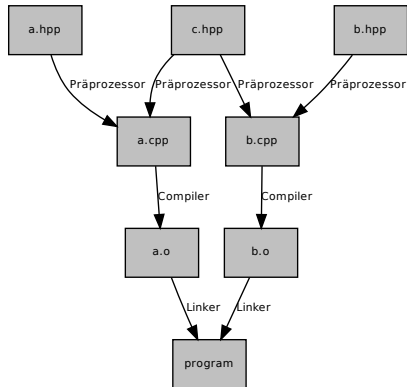 a.hpp
c.hpp
b.hpp
Präprozessor
Präprozessor
Präprozessor
Präprozessor
a.cpp
b.cpp
Compiler
Compiler
a.o
b.o
Linker
Linker
program